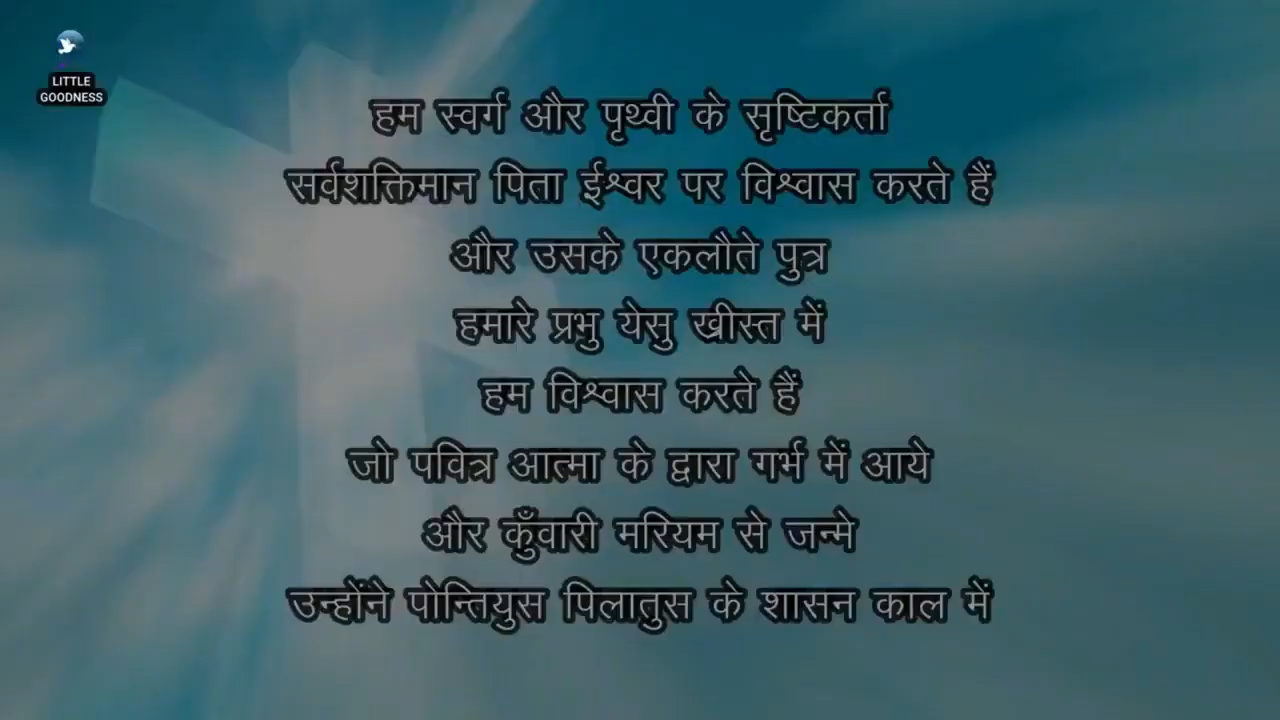 LITTLE
GOODNESS
हम स्वर्ग और पृथ्वी के सृष्टिकर्ता
सर्वशक्तिमान पिता ईश्वर पर विश्वास करते हैं
और उसके एकलौते पुत्र
हमारे प्रभु येसु ख्रीस्त में
हम विश्वास करते हैं
जो पवित्र आत्मा के द्वारा गर्भ में आये
और कुँवारी मरियम से जन्मे
उन्होंने पोन्तियुस पिलातुस के शासन काल में